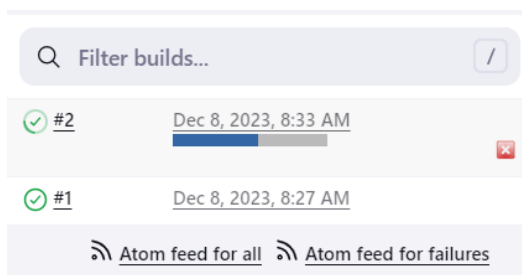 Filter builds... /
#2 Dec 8, 2023, 8:33 AM
#1 Dec 8, 2023, 8:27 AM
Atom feed for all Atom feed for failures